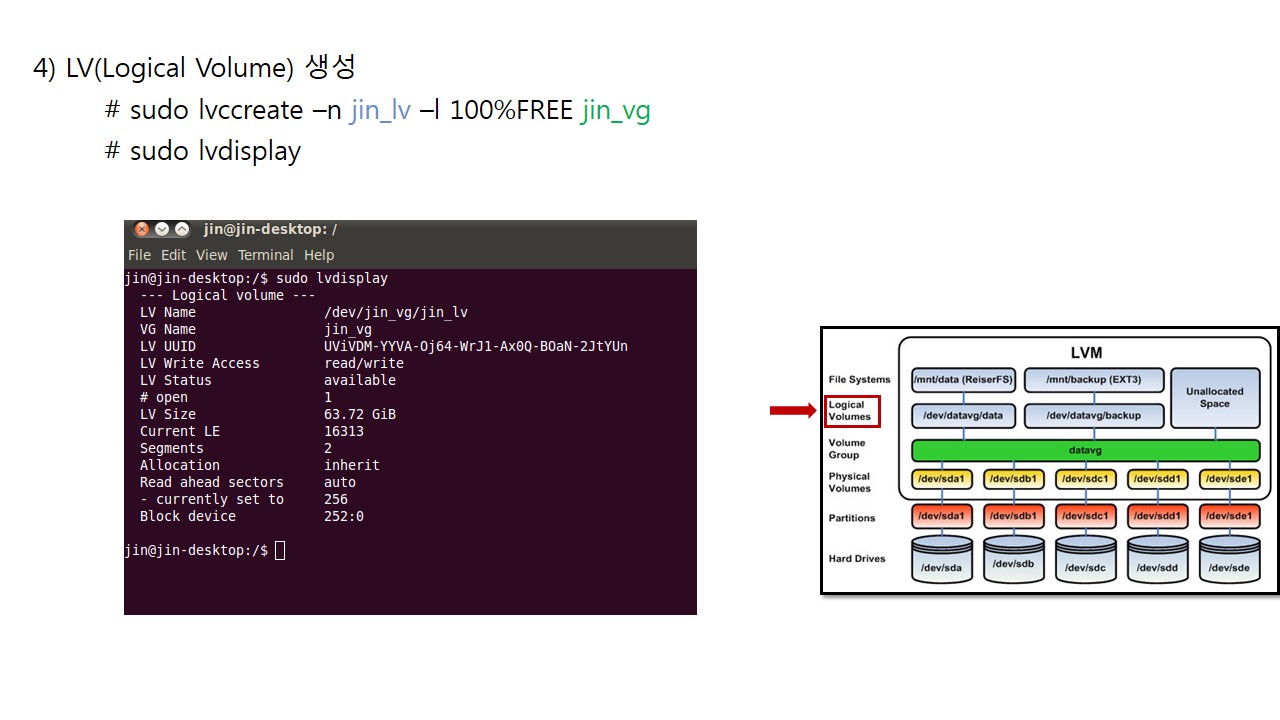 4) LV(Logical Volume) 생성
# sudo lvccreate –n jin_lv –l 100%FREE jin_vg
# sudo lvdisplay
jin@jin-desktop: /
File Edit View Terminal Help
jin@jin-desktop:/$ sudo lvdisplay
--- Logical volume ---
LV Name /dev/jin_vg/jin_lv
VG Name jin_vg
LV UUID UViVDM-YYVA-Oj64-WrJ1-Ax0Q-BOaN-2JtYUn
LV Write Access read/write
LV Status available
# open 1
LV Size 63.72 GiB
Current LE 16313
Segments 2
Allocation inherit
Read ahead sectors auto
- currently set to 256
Block device 252:0
jin@jin-desktop:/$
LVM
File Systems /mnt/data (ReiserFS) /mnt/backup (EXT3) Unallocated
Space
Logical
Volumes /dev/datavg/data /dev/datavg/backup
Volume
Group datavg
Physical
Volumes /dev/sda1 /dev/sdb1 /dev/sdc1 /dev/sdd1 /dev/sde1
Partitions /dev/sda1 /dev/sdb1 /dev/sdc1 /dev/sdd1 /dev/sde1
Hard Drives /dev/sda /dev/sdb /dev/sdc /dev/sdd /dev/sde